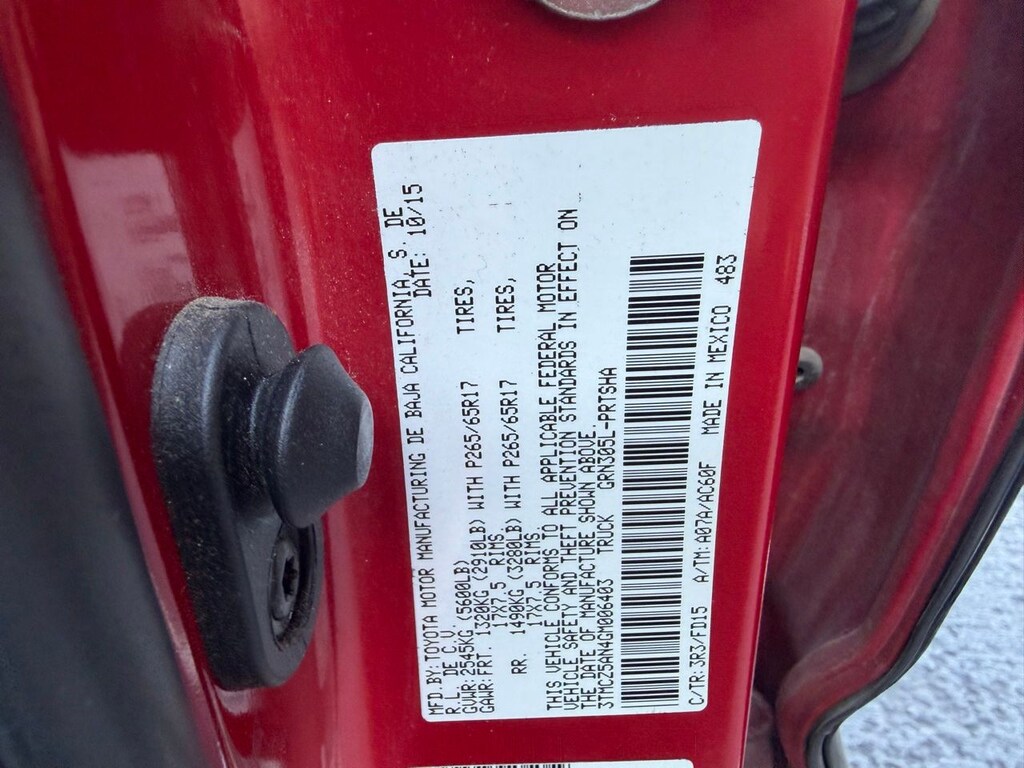 MFD.BY:TOYOTA MOTOR MANUFACTURING DE BAJA CALIFORNIA,S. DE
R.L. DE C.V. DATE: 10/15
GVWR:2545KG (5600LB)
GAWR:FRT. 1320KG (2910LB) WITH P265/65R17 TIRES,
17X7.5 RIMS
RR. 1490KG (3280LB) WITH P265/65R17 TIRES,
17X7.5 RIMS
THIS VEHICLE CONFORMS TO ALL APPLICABLE FEDERAL MOTOR
VEHICLE SAFETY AND THEFT PREVENTION STANDARDS IN EFFECT ON
THE DATE OF MANUFACTURE SHOWN ABOVE.
3TMCZ5AN4GM006403 TRUCK GRN305L-PRTSHA
C/TR:3R3/FD15 A/TM:A07A/AC60F MADE IN MEXICO 483